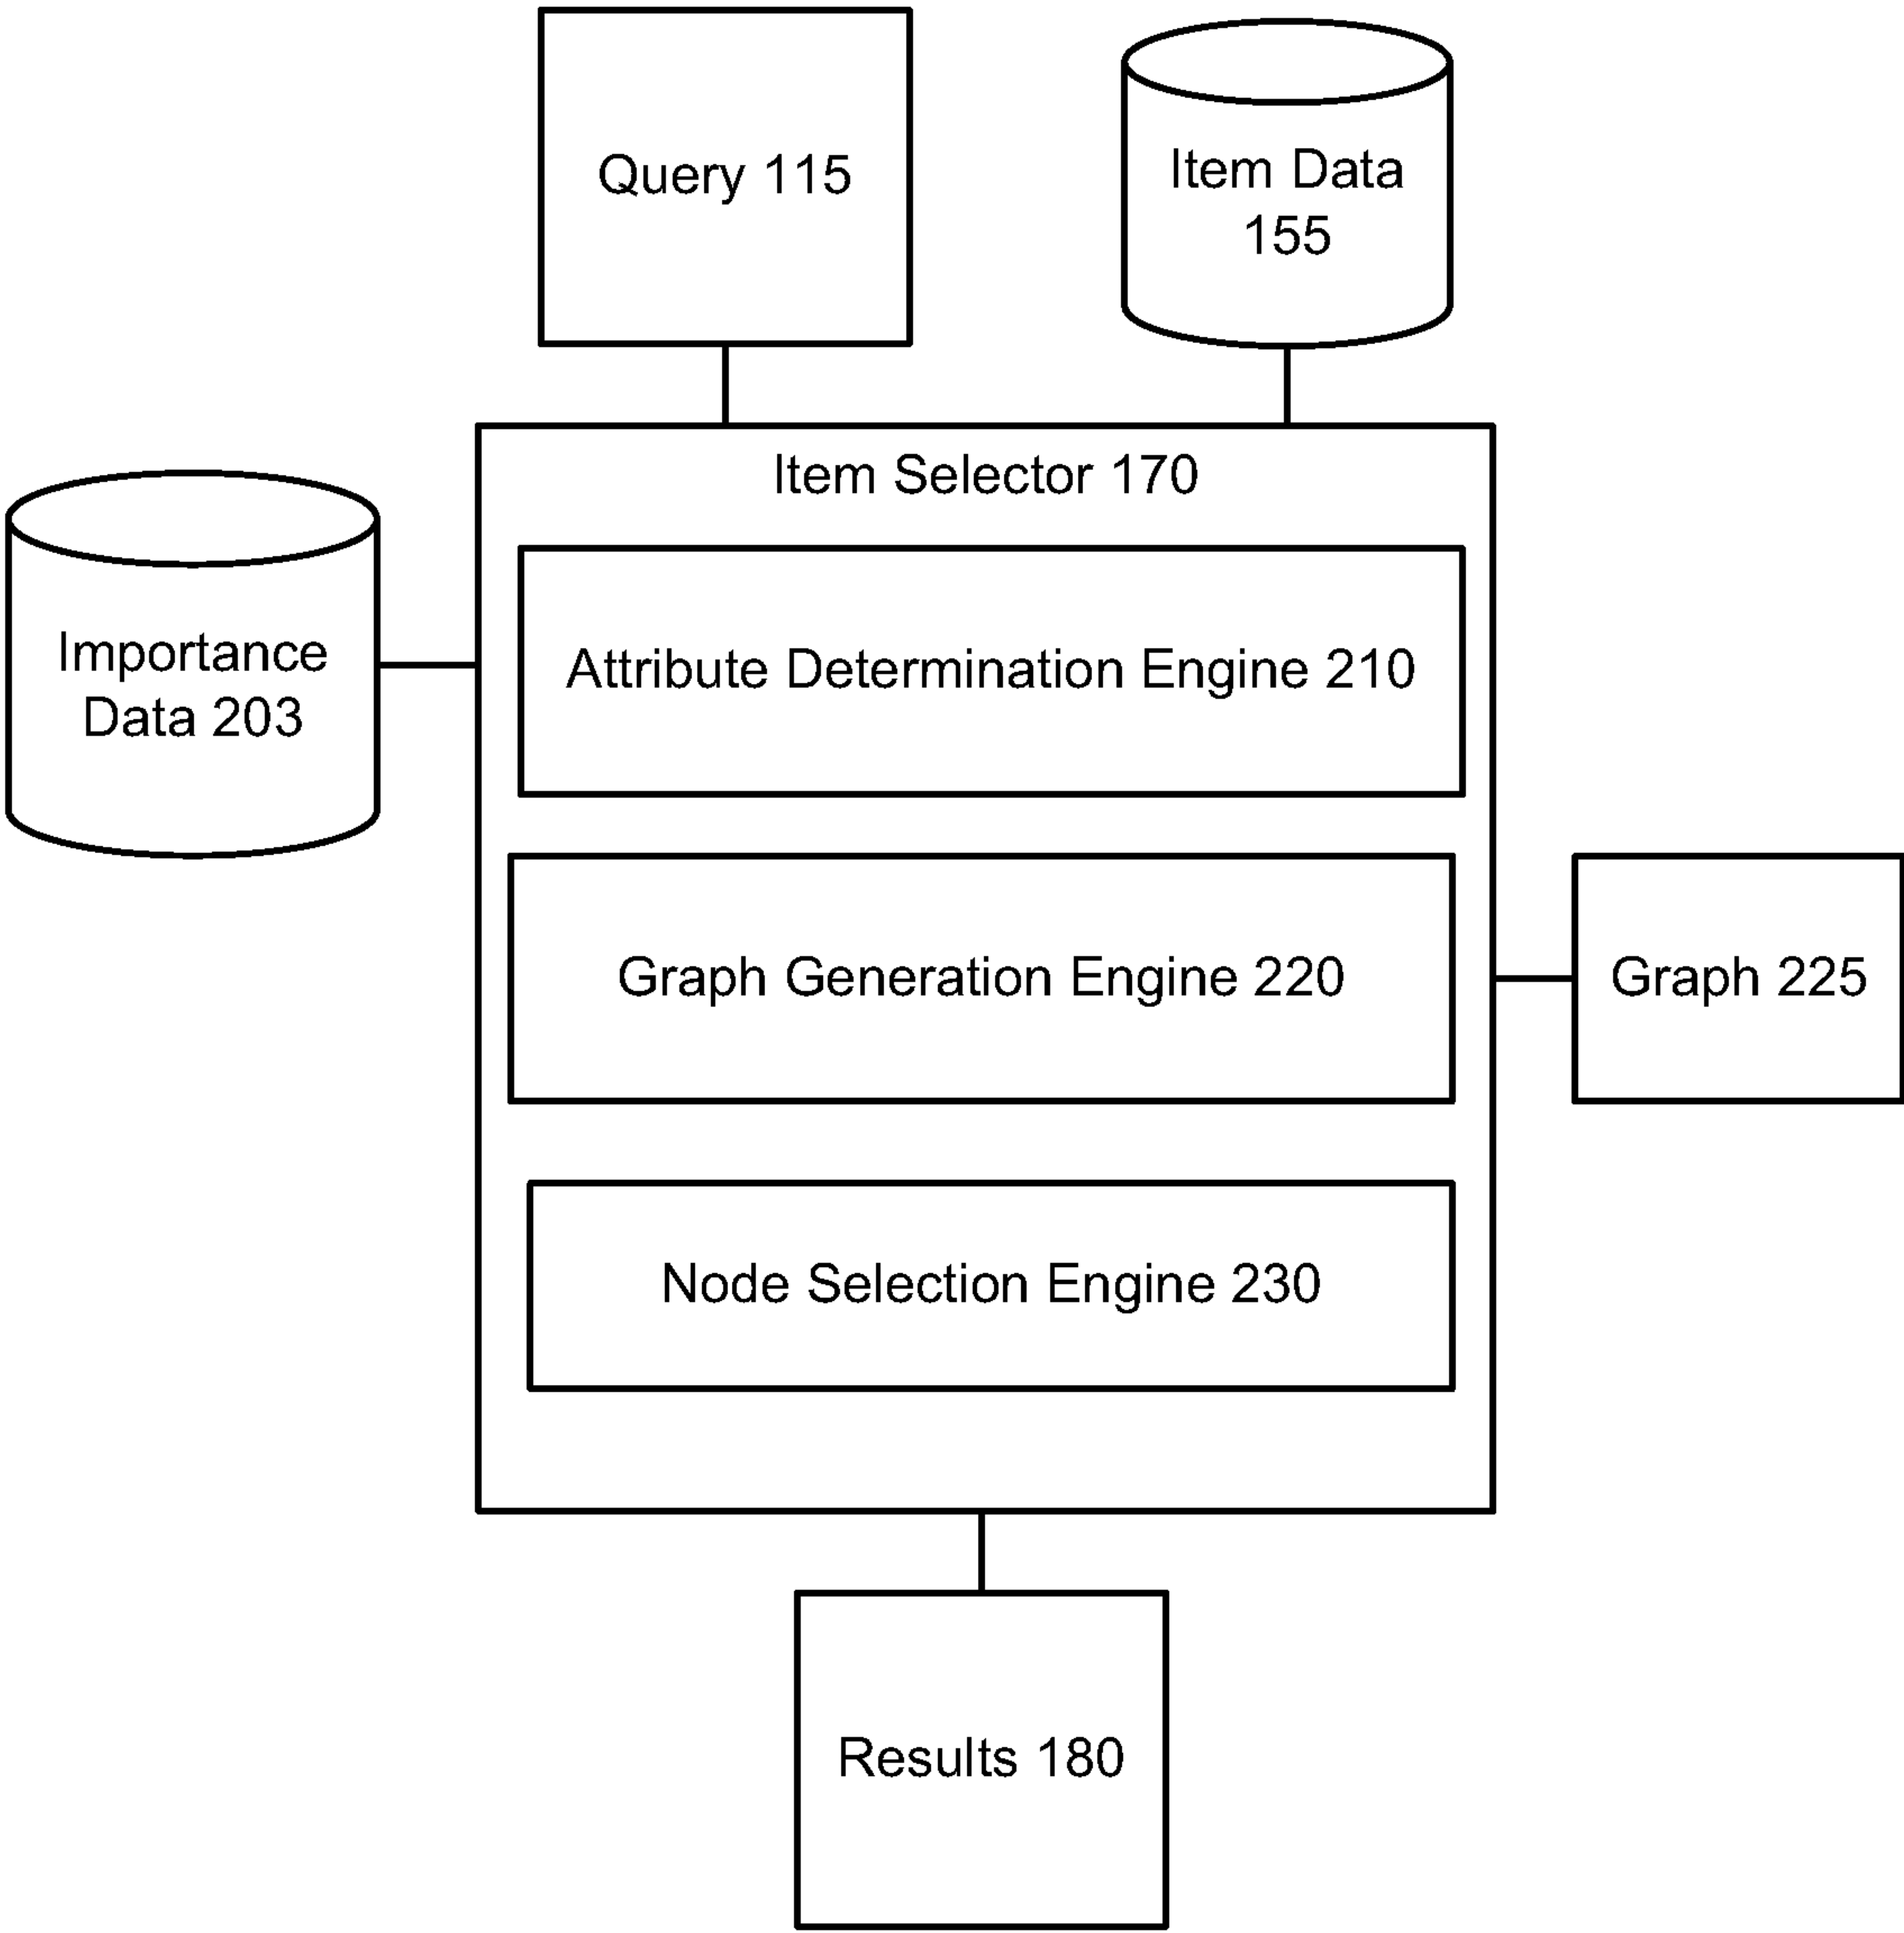 Query 115
Item Data
155
Item Selector 170
Importance
Data 203
Attribute Determination Engine 210
Graph Generation Engine 220
Graph 225
Node Selection Engine 230
Results 180